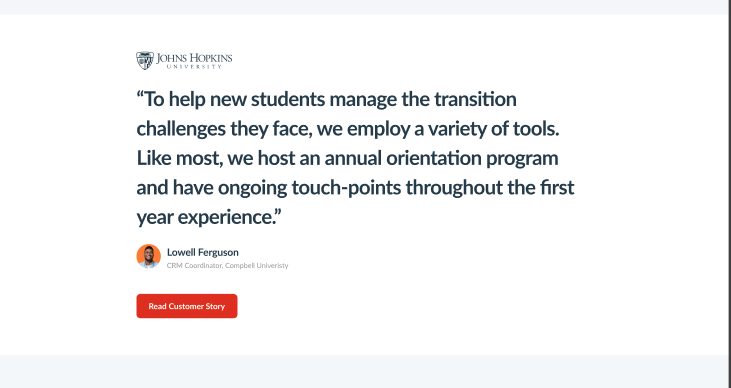 JOHNS HOPKINS
UNIVERSITY
“To help new students manage the transition
challenges they face, we employ a variety of tools.
Like most, we host an annual orientation program
and have ongoing touch-points throughout the first
year experience.”
Lowell Ferguson
CRM Coordinator, Compbell Univeristy
Read Customer Story